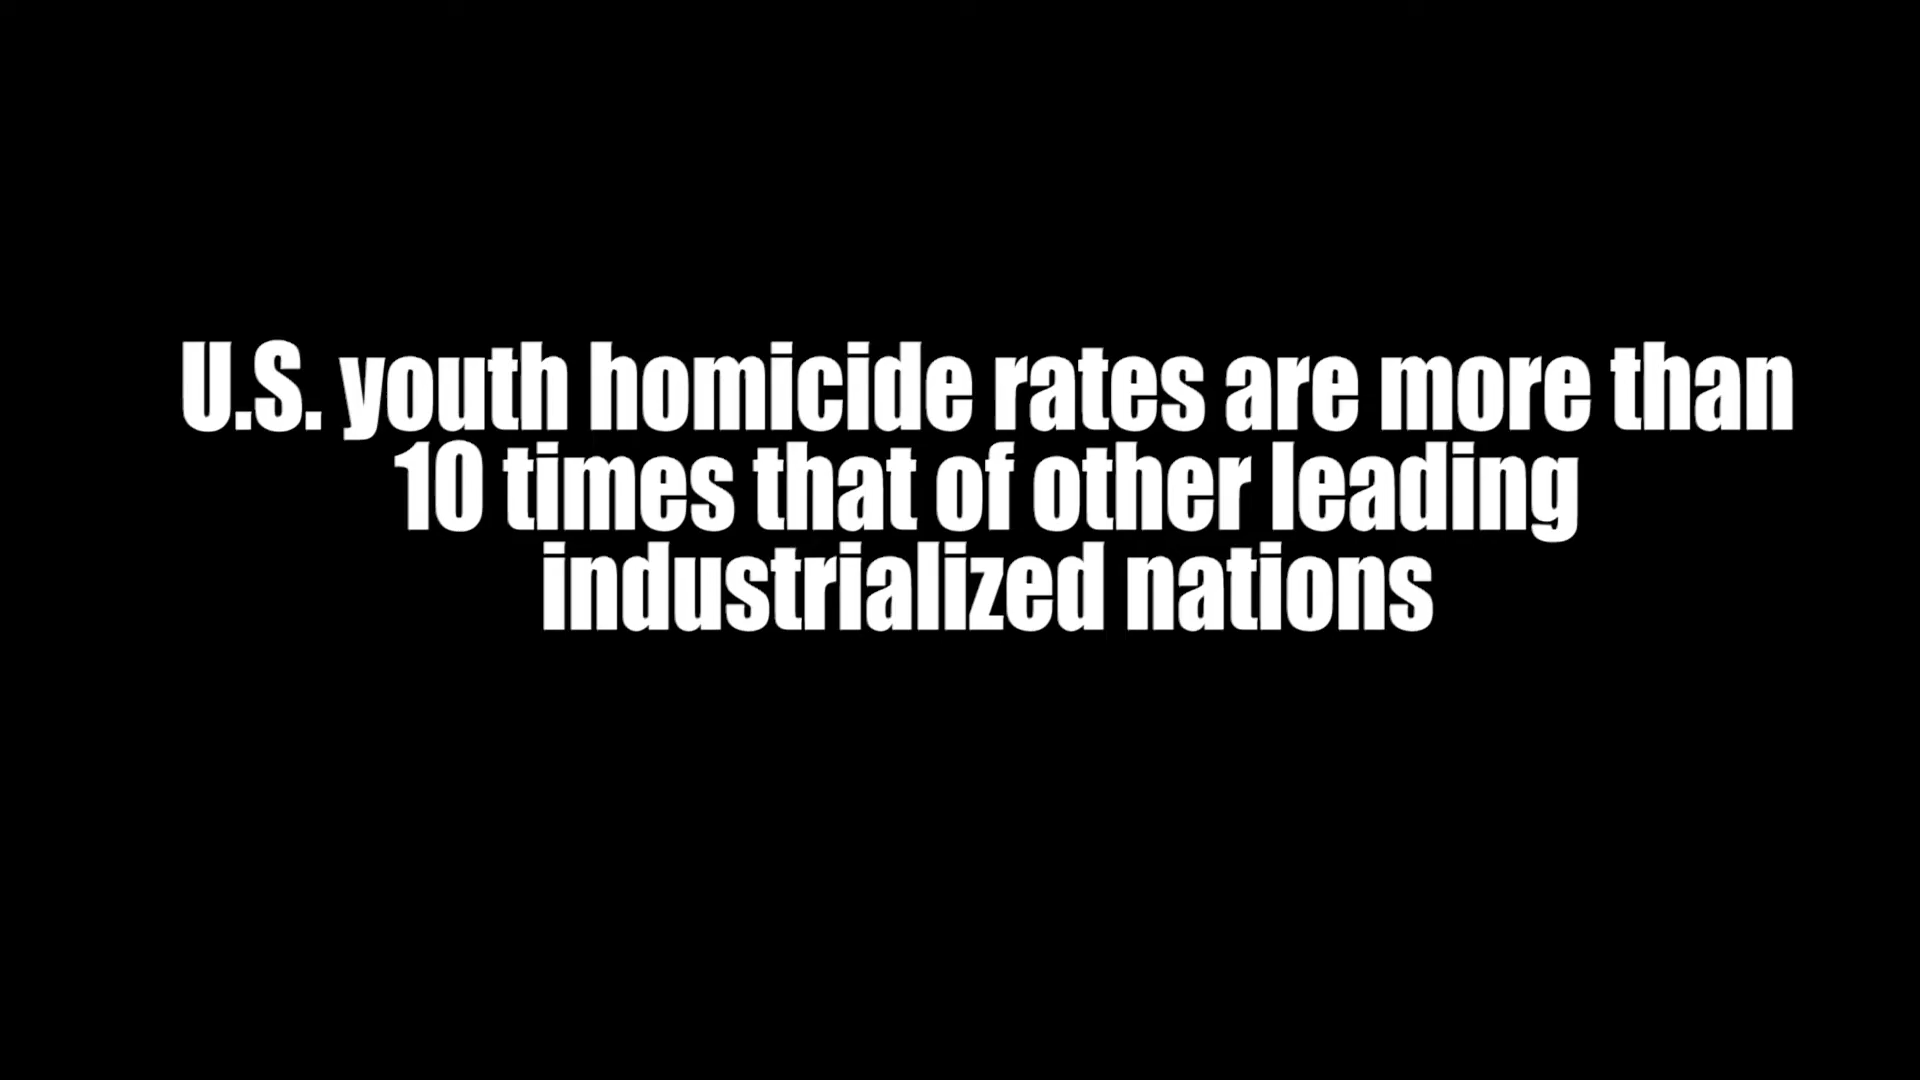 U.S. youth homicide rates are more than
10 times that of other leading
industrialized nations